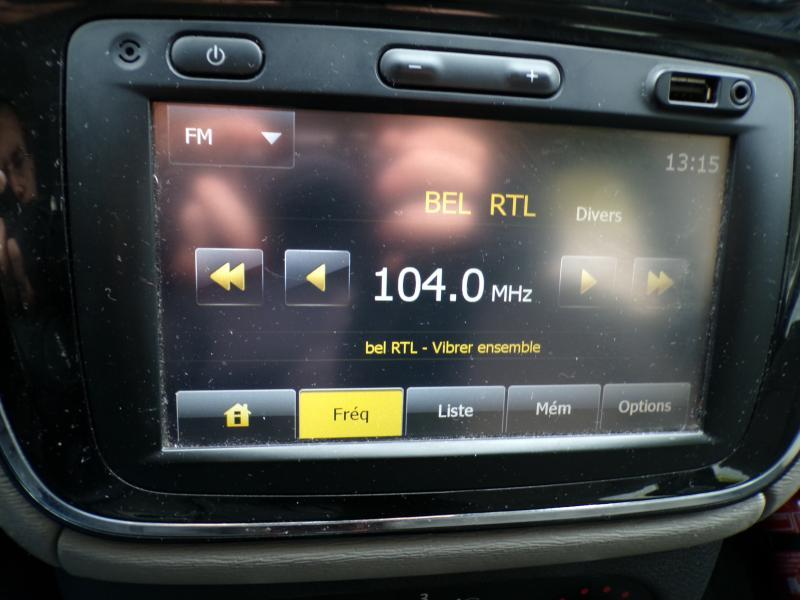 FM
13:15
BEL RTL
Divers
104.0 MHz
bel RTL - Vibrer ensemble
Fréq
Liste
Mém
Options